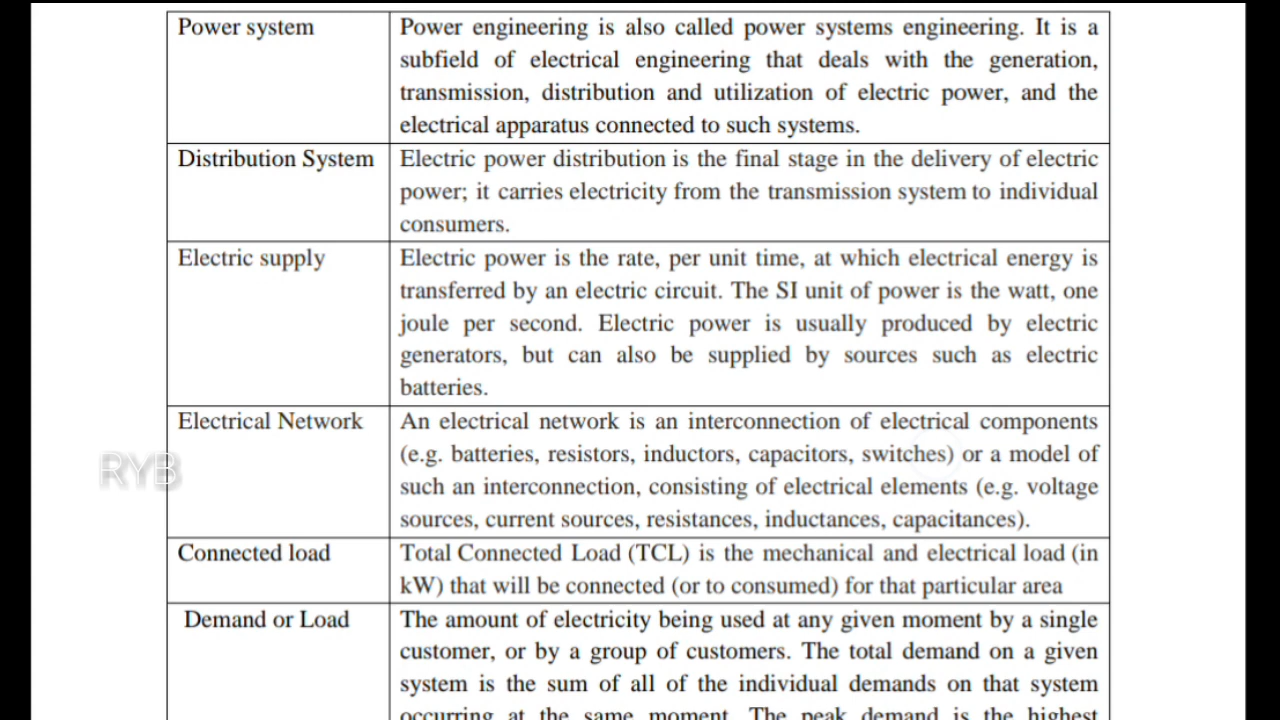 Power system
Power engineering is also called power systems engineering. It is a
subfield of electrical engineering that deals with the generation,
transmission, distribution and utilization of electric power, and the
electrical apparatus connected to such systems.
Distribution System
Electric power distribution is the final stage in the delivery of electric
power; it carries electricity from the transmission system to individual
consumers.
Electric supply
Electric power is the rate, per unit time, at which electrical energy is
transferred by an electric circuit. The SI unit of power is the watt, one
joule per second. Electric power is usually produced by electric
generators, but can also be supplied by sources such as electric
batteries.
Electrical Network
An electrical network is an interconnection of electrical components
(e.g. batteries, resistors, inductors, capacitors, switches) or a model of
such an interconnection, consisting of electrical elements (e.g. voltage
sources, current sources, resistances, inductances, capacitances).
RYB
Connected load
Total Connected Load (TCL) is the mechanical and electrical load (in
kW) that will be connected (or to consumed) for that particular area
Demand or Load
The amount of electricity being used at any given moment by a single
customer, or by a group of customers. The total demand on a given
system is the sum of all of the individual demands on that system
occurring at the same moment. The peak demand is the highest